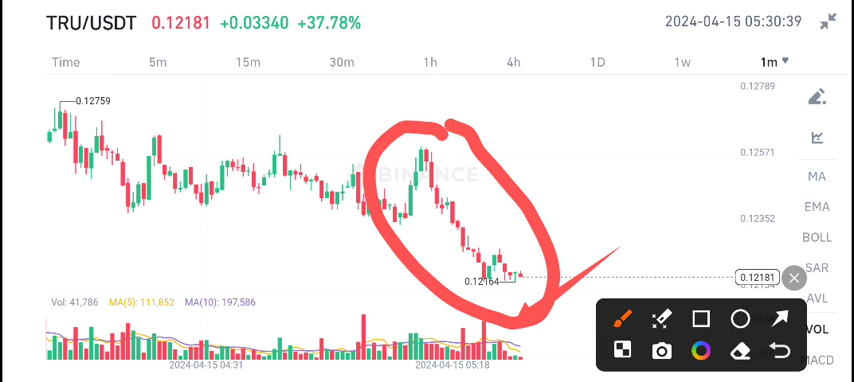 TRU/USDT 0.12181 +0.03340 +37.78% 2024-04-15 05:30:39
Time 5m 15m 30m 1h 4h 1D 1w 1m
0.12789
0.12759
0.12571
BINANCE
MA
EMA
0.12352
BOLL
SAR
0.12181
0.12164
AVL
Vol: 41,786 MA(5): 111,852 MA(10): 197,586
VOL
MACD
2024-04-15 04:31 2024-04-15 05:18